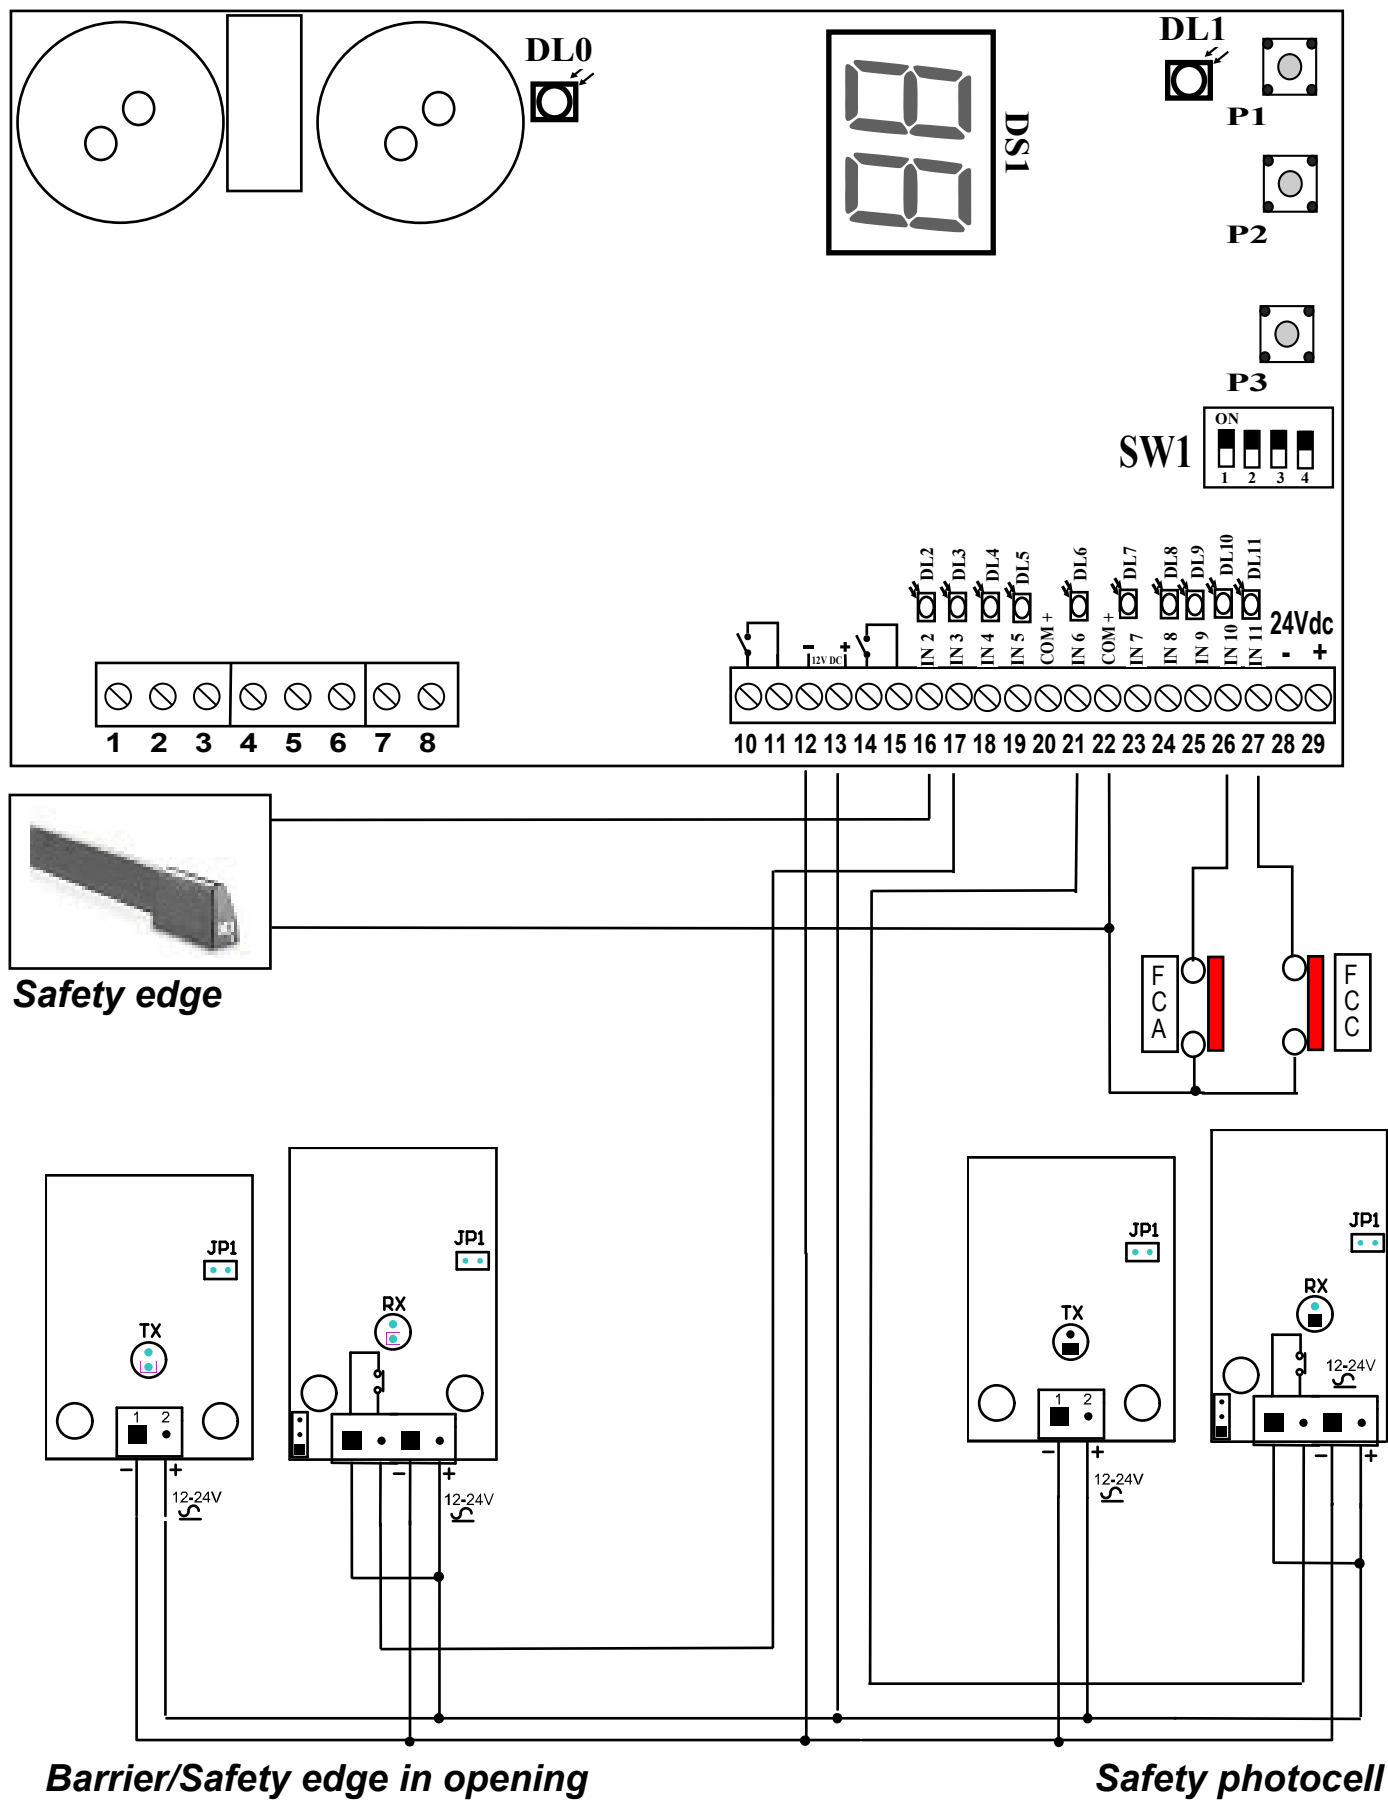 DL0
DL1
DS1
P1
P2
P3
SW1
ON
1 2 3 4
DL2 DL3 DL4 DL5 DL6 DL7 DL8 DL9 DL10 DL11
- 12V DC +
IN 2 IN 3 IN 4 IN 5 COM + IN 6 COM + IN 7 IN 8 IN 9 IN 10 IN 11
24Vdc
- +
1 2 3 4 5 6 7 8
10 11 12 13 14 15 16 17 18 19 20 21 22 23 24 25 26 27 28 29
Safety edge
FCA
FCC
JP1
TX
1 2
- +
12-24V
JP1
RX
- +
12-24V
JP1
TX
1 2
- +
12-24V
JP1
RX
12-24V
- +
Barrier/Safety edge in opening
Safety photocell